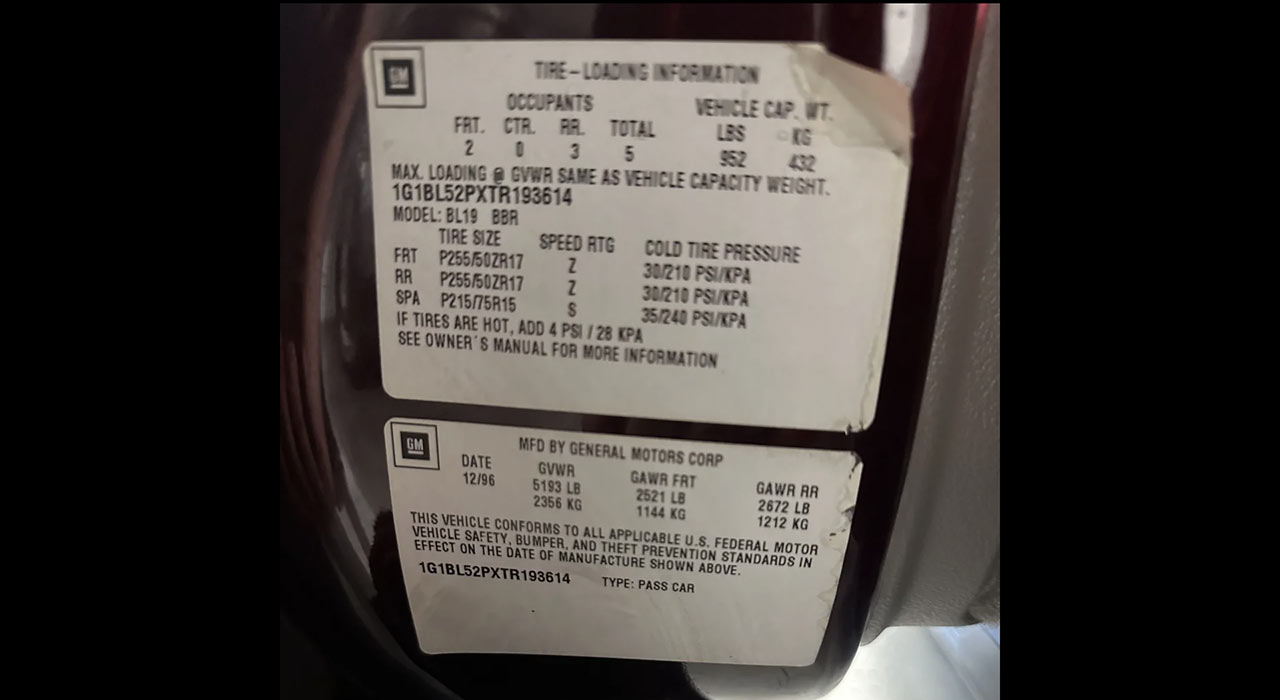 GM
TIRE-LOADING INFORMATION
OCCUPANTS VEHICLE CAP. WT.
FRT. CTR. RR. TOTAL LBS KG
2 0 3 5 952 432
MAX. LOADING @ GVWR SAME AS VEHICLE CAPACITY WEIGHT.
1G1BL52PXTR193614
MODEL: BL19 BBR
TIRE SIZE SPEED RTG COLD TIRE PRESSURE
FRT P255/50ZR17 Z 30/210 PSI/KPA
RR P255/50ZR17 Z 30/210 PSI/KPA
SPA P215/75R15 S 35/240 PSI/KPA
IF TIRES ARE HOT, ADD 4 PSI / 28 KPA
SEE OWNER'S MANUAL FOR MORE INFORMATION
GM
MFD BY GENERAL MOTORS CORP
DATE GVWR GAWR FRT GAWR RR
12/96 5193 LB 2521 LB 2672 LB
2356 KG 1144 KG 1212 KG
THIS VEHICLE CONFORMS TO ALL APPLICABLE U.S. FEDERAL MOTOR
VEHICLE SAFETY, BUMPER, AND THEFT PREVENTION STANDARDS IN
EFFECT ON THE DATE OF MANUFACTURE SHOWN ABOVE.
1G1BL52PXTR193614 TYPE: PASS CAR